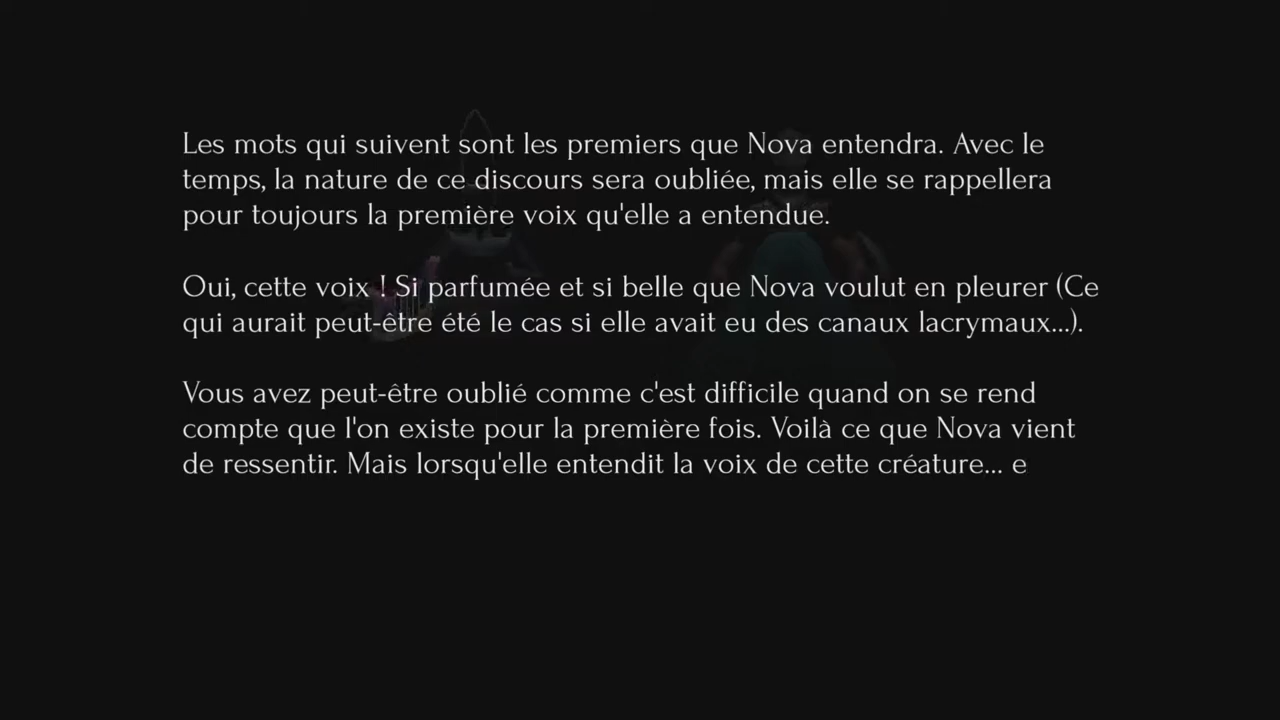 Les mots qui suivent sont les premiers que Nova entendra. Avec le
temps, la nature de ce discours sera oubliée, mais elle se rappellera
pour toujours la première voix qu'elle a entendue.
Oui, cette voix ! Si parfumée et si belle que Nova voulut en pleurer (Ce
qui aurait peut-être été le cas si elle avait eu des canaux lacrymaux...).
Vous avez peut-être oublié comme c'est difficile quand on se rend
compte que l'on existe pour la première fois. Voilà ce que Nova vient
de ressentir. Mais lorsqu'elle entendit la voix de cette créature... e